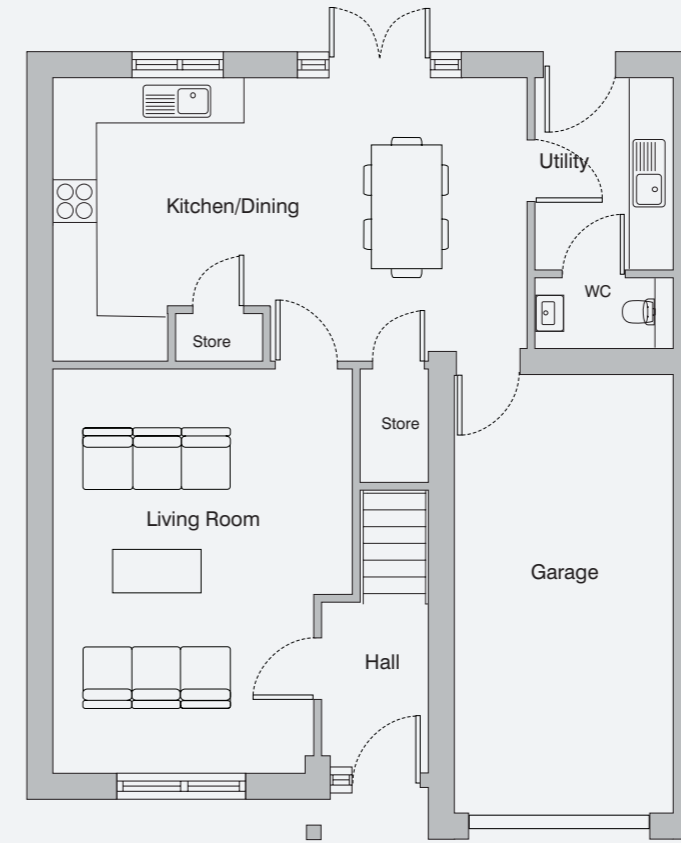 Utility
Kitchen/Dining
WC
Store
Store
Living Room
Garage
Hall